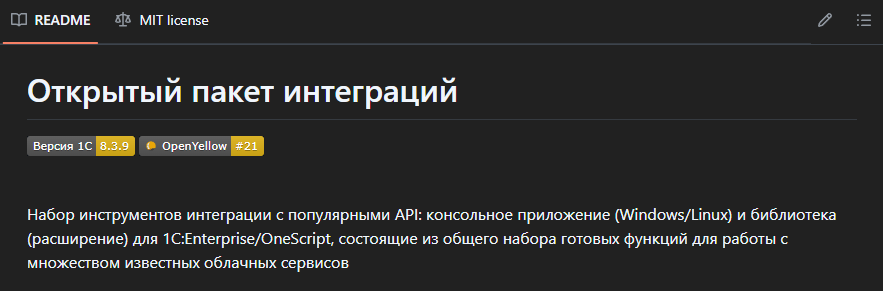 README MIT license
Открытый пакет интеграций
Версия 1С 8.3.9 OpenYellow #21
Набор инструментов интеграции с популярными API: консольное приложение (Windows/Linux) и библиотека
(расширение) для 1C:Enterprise/OneScript, состоящие из общего набора готовых функций для работы с
множеством известных облачных сервисов